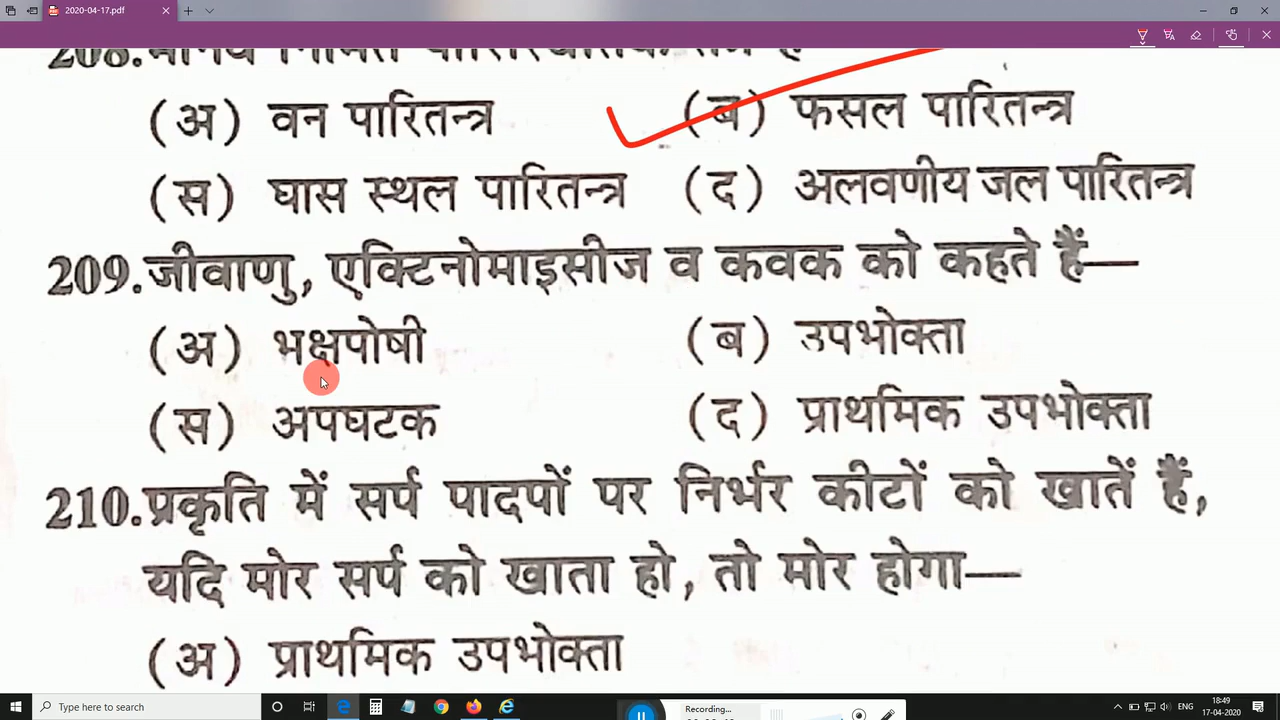 2020-04-17.pdf
208.मानव निर्मित पारिस्थितिक तंत्र है
(अ) वन पारितन्त्र (ब) फसल पारितन्त्र
(स) घास स्थल पारितन्त्र (द) अलवणीय जल पारितन्त्र
209.जीवाणु, एक्टिनोमाइसीज व कवक को कहते हैं—
(अ) भक्षपोषी (ब) उपभोक्ता
(स) अपघटक (द) प्राथमिक उपभोक्ता
210.प्रकृति में सर्प पादपों पर निर्भर कीटों को खातें हैं,
यदि मोर सर्प को खाता हो, तो मोर होगा—
(अ) प्राथमिक उपभोक्ता
Type here to search
Recording...
ENG
18:49
17-04-2020